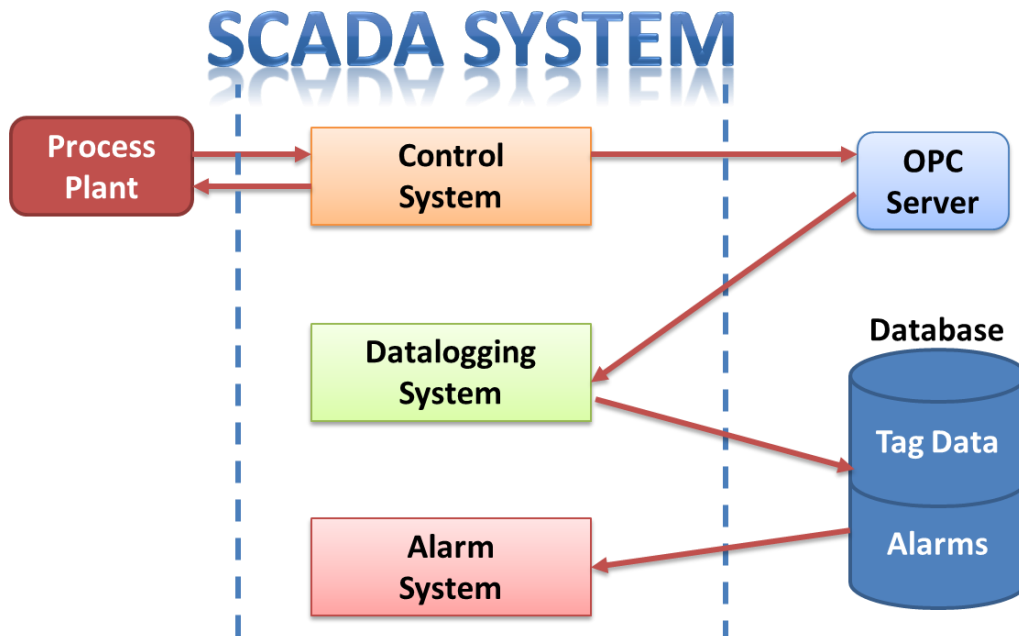 SCADA SYSTEM
Process
Plant
Control
System
OPC
Server
Datalogging
System
Database
Tag Data
Alarms
Alarm
System